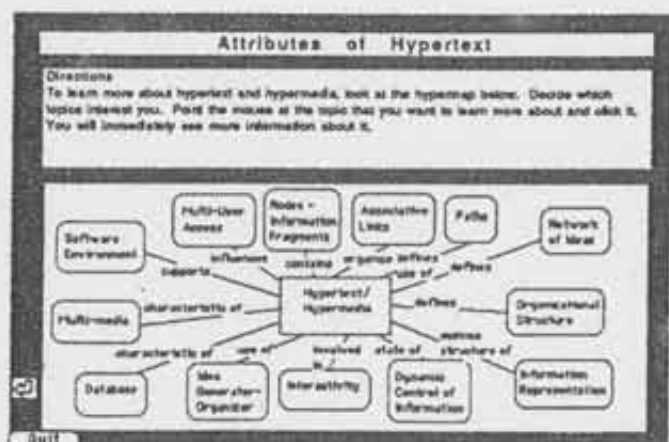 Attributes of Hypertext
Directions
To learn more about hypertext and hypermedia, look at the hypermap below. Decide which
topics interest you. Point the mouse at the topic that you want to learn more about and click it.
You will immediately see more information about it.
Multi-User
Access
Nodes -
Information
Fragments
Associative
Links
Paths
Network
of Ideas
Software
Environment
supports
influences
contains
organize
defines
use of
defines
Hypertext/
Hypermedia
Multi-media
characteristic of
defines
Organizational
Structure
characteristic of
use of
involved
in
state of
structure of
Database
Idea
Generator-
Organizer
Interactivity
Dynamic
Control of
Information
Information
Representation
Quit